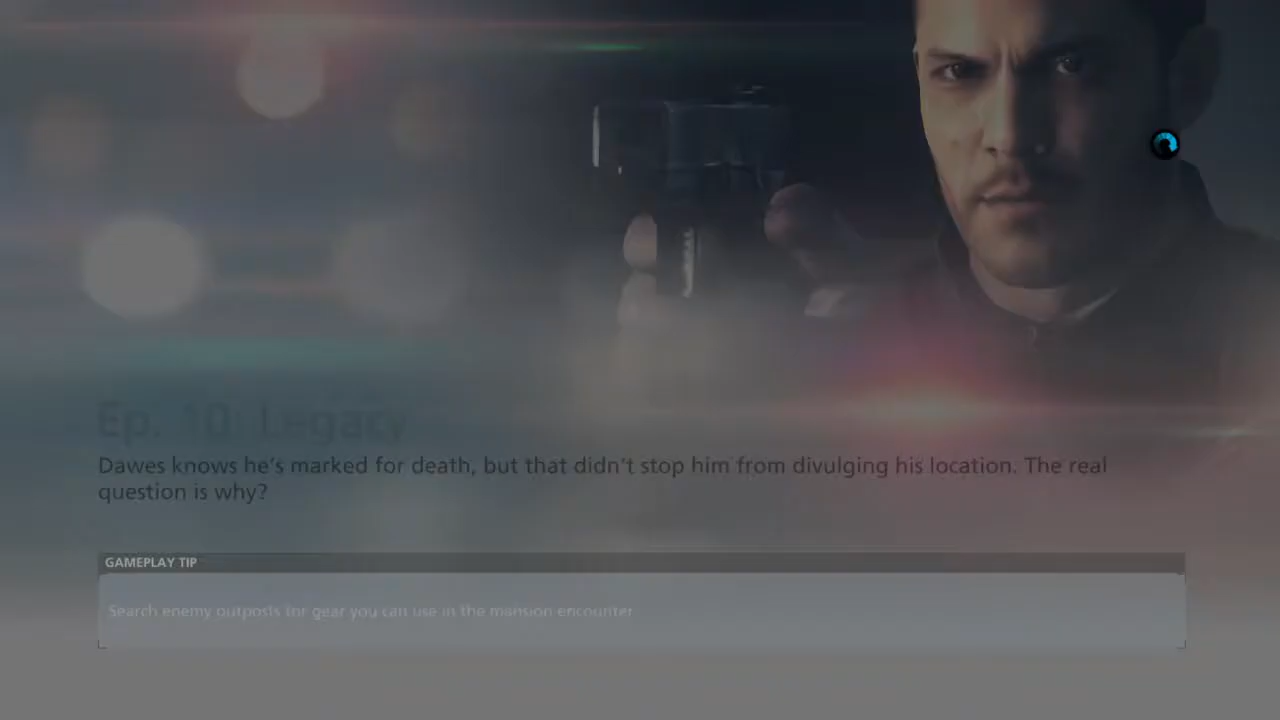 Ep. 10: Legacy
Dawes knows he's marked for death, but that didn't stop him from divulging his location. The real
question is why?
GAMEPLAY TIP
Search enemy outposts for gear you can use in the mansion encounter.